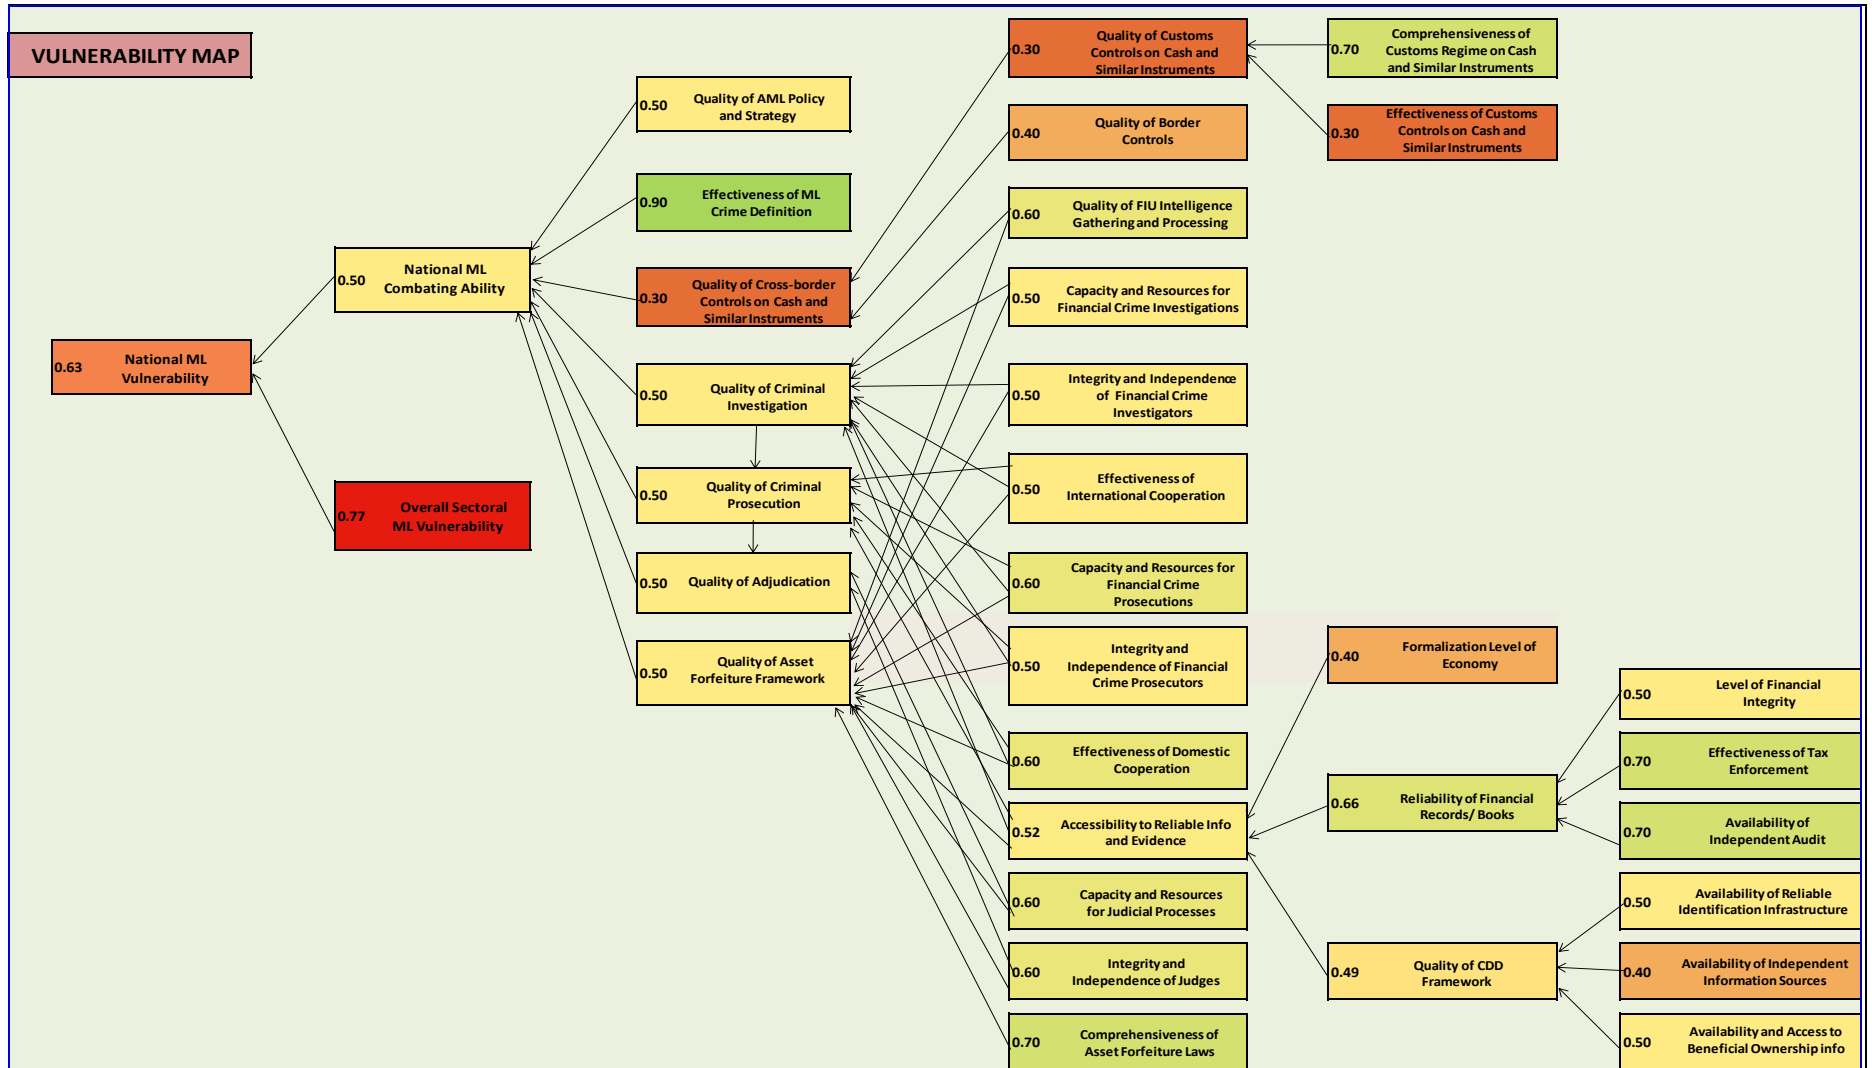 VULNERABILITY MAP
0.63
National ML
Vulnerability
0.50
National ML
Combating Ability
0.77
Overall Sectoral
ML Vulnerability
0.50
Quality of AML Policy
and Strategy
0.90
Effectiveness of ML
Crime Definition
0.30
Quality of Cross-border
Controls on Cash and
Similar Instruments
0.50
Quality of Criminal
Investigation
0.50
Quality of Criminal
Prosecution
0.50
Quality of Adjudication
0.50
Quality of Asset
Forfeiture Framework
0.30
Quality of Customs
Controls on Cash and
Similar Instruments
0.40
Quality of Border
Controls
0.60
Quality of FIU Intelligence
Gathering and Processing
0.50
Capacity and Resources for
Financial Crime Investigations
0.50
Integrity and Independence
of Financial Crime
Investigators
0.50
Effectiveness of
International Cooperation
0.60
Capacity and Resources for
Financial Crime
Prosecutions
0.50
Integrity and
Independence of Financial
Crime Prosecutors
0.60
Effectiveness of Domestic
Cooperation
0.52
Accessibility to Reliable Info
and Evidence
0.60
Capacity and Resources
for Judicial Processes
0.60
Integrity and
Independence of Judges
0.70
Comprehensiveness of
Asset Forfeiture Laws
0.70
Comprehensiveness of
Customs Regime on Cash
and Similar Instruments
0.30
Effectiveness of Customs
Controls on Cash and
Similar Instruments
0.40
Formalization Level of
Economy
0.66
Reliability of Financial
Records/ Books
0.49
Quality of CDD
Framework
0.50
Level of Financial
Integrity
0.70
Effectiveness of Tax
Enforcement
0.70
Availability of
Independent Audit
0.50
Availability of Reliable
Identification Infrastructure
0.40
Availability of Independent
Information Sources
0.50
Availability and Access to
Beneficial Ownership info